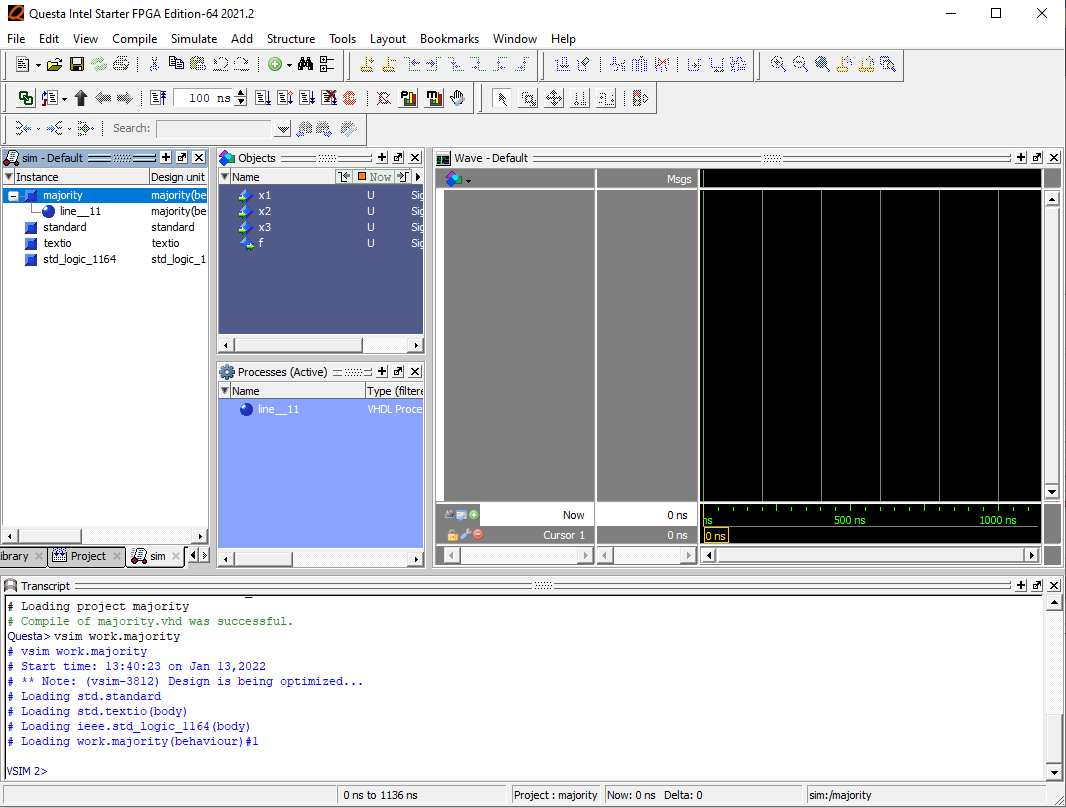 Questa Intel Starter FPGA Edition-64 2021.2
File Edit View Compile Simulate Add Structure Tools Layout Bookmarks Window Help
100 ns
Search:
sim - Default
Instance Design unit
majority majority(be
line__11 majority(be
standard standard
textio textio
std_logic_1164 std_logic_1
ibrary Project sim
Objects
Name Now
x1 U Sig
x2 U Sig
x3 U Sig
f U Sig
Processes (Active)
Name Type (filtere
line__11 VHDL Proce
Wave - Default
Msgs
Now 0 ns
Cursor 1 0 ns
ns 500 ns 1000 ns
0 ns
Transcript
# Loading project majority
# Compile of majority.vhd was successful.
Questa> vsim work.majority
# vsim work.majority
# Start time: 13:40:23 on Jan 13,2022
# ** Note: (vsim-3812) Design is being optimized...
# Loading std.standard
# Loading std.textio(body)
# Loading ieee.std_logic_1164(body)
# Loading work.majority(behaviour)#1
VSIM 2>
0 ns to 1136 ns Project : majority Now: 0 ns Delta: 0 sim:/majority